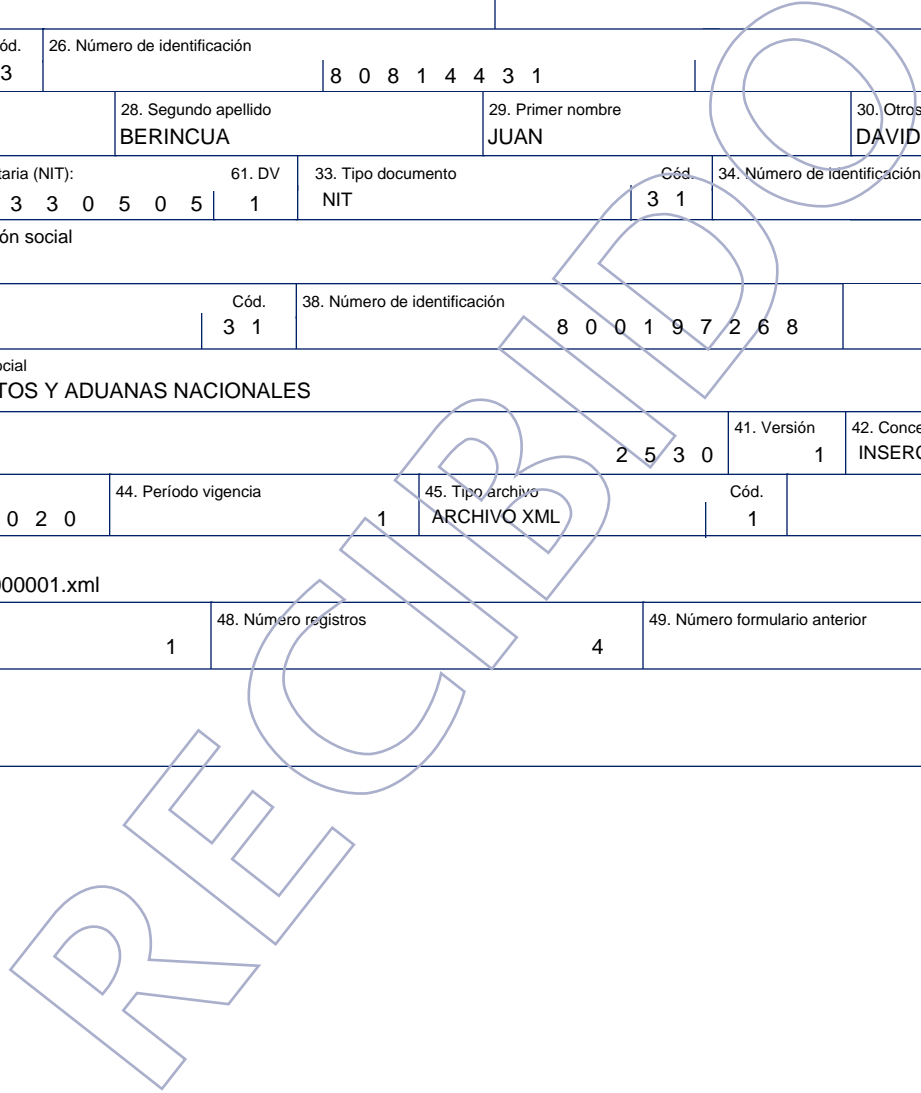 ód. 26. Número de identificación
3 8 0 8 1 4 4 3 1
28. Segundo apellido 29. Primer nombre 30. Otros
BERINCUA JUAN DAVID
taria (NIT): 61. DV 33. Tipo documento Cód. 34. Número de identificación
3 3 0 5 0 5 1 NIT 3 1
ón social
Cód. 38. Número de identificación
3 1 8 0 0 1 9 7 2 6 8
ocial
TOS Y ADUANAS NACIONALES
41. Versión 42. Conce
2 5 3 0 1 INSERC
44. Período vigencia 45. Tipo archivo Cód.
0 2 0 1 ARCHIVO XML 1
000001.xml
48. Número registros 49. Número formulario anterior
1 4
RECIBIDO